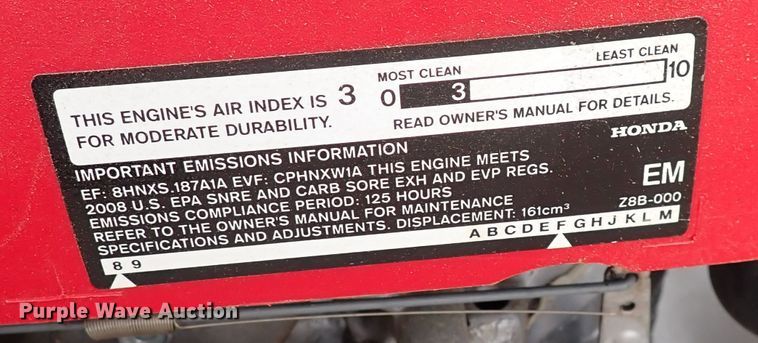 MOST CLEAN LEAST CLEAN
THIS ENGINE'S AIR INDEX IS 3 0 3 10
FOR MODERATE DURABILITY. READ OWNER'S MANUAL FOR DETAILS.
IMPORTANT EMISSIONS INFORMATION HONDA
EF: 8HNXS.187A1A EVF: CPHNXW1A THIS ENGINE MEETS
2008 U.S. EPA SNRE AND CARB SORE EXH AND EVP REGS. EM
EMISSIONS COMPLIANCE PERIOD: 125 HOURS
REFER TO THE OWNER'S MANUAL FOR MAINTENANCE Z8B-000
SPECIFICATIONS AND ADJUSTMENTS. DISPLACEMENT: 161cm³
8 9 A B C D E F G H J K L M
Purple Wave Auction